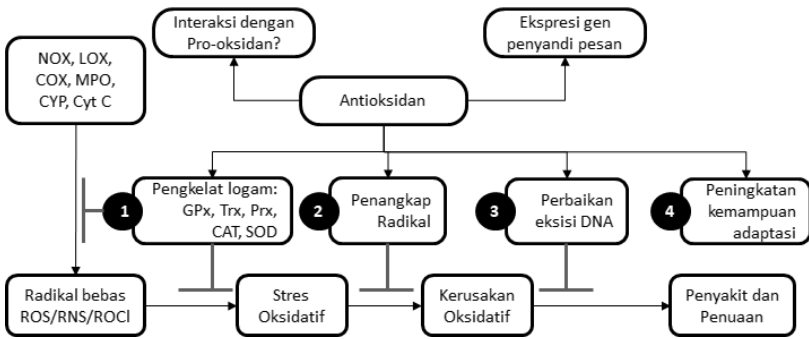 Interaksi dengan
Pro-oksidan?
Ekspresi gen
penyandi pesan
NOX, LOX,
COX, MPO,
CYP, Cyt C
Antioksidan
1
Pengkelat logam:
GPx, Trx, Prx,
CAT, SOD
2
Penangkap
Radikal
3
Perbaikan
eksisi DNA
4
Peningkatan
kemampuan
adaptasi
Radikal bebas
ROS/RNS/ROCl
Stres
Oksidatif
Kerusakan
Oksidatif
Penyakit dan
Penuaan